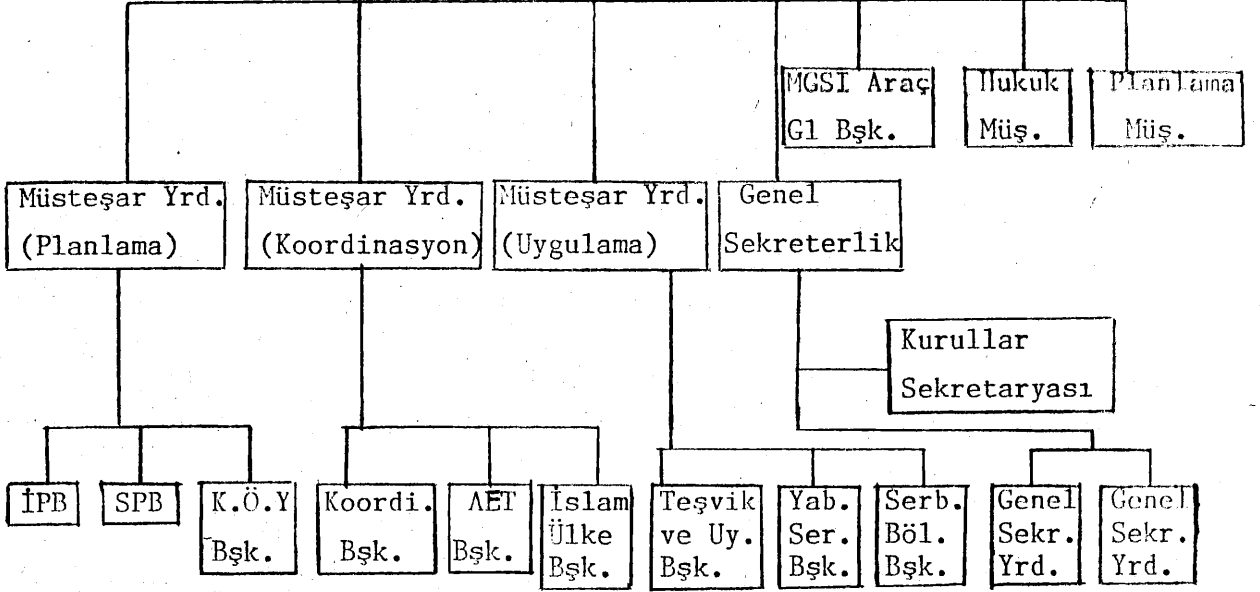 MGSI Araç
Gl Bşk.
Hukuk
Müş.
Planlama
Müş.
Müsteşar Yrd.
(Planlama)
Müsteşar Yrd.
(Koordinasyon)
Müsteşar Yrd.
(Uygulama)
Genel
Sekreterlik
Kurullar
Sekretaryası
İPB
SPB
K.Ö.Y
Bşk.
Koordi.
Bşk.
AET
Bşk.
İslam
Ülke
Bşk.
Teşvik
ve Uy.
Bşk.
Yab.
Ser.
Bşk.
Serb.
Böl.
Bşk.
Genel
Sekr.
Yrd.
Genel
Sekr.
Yrd.